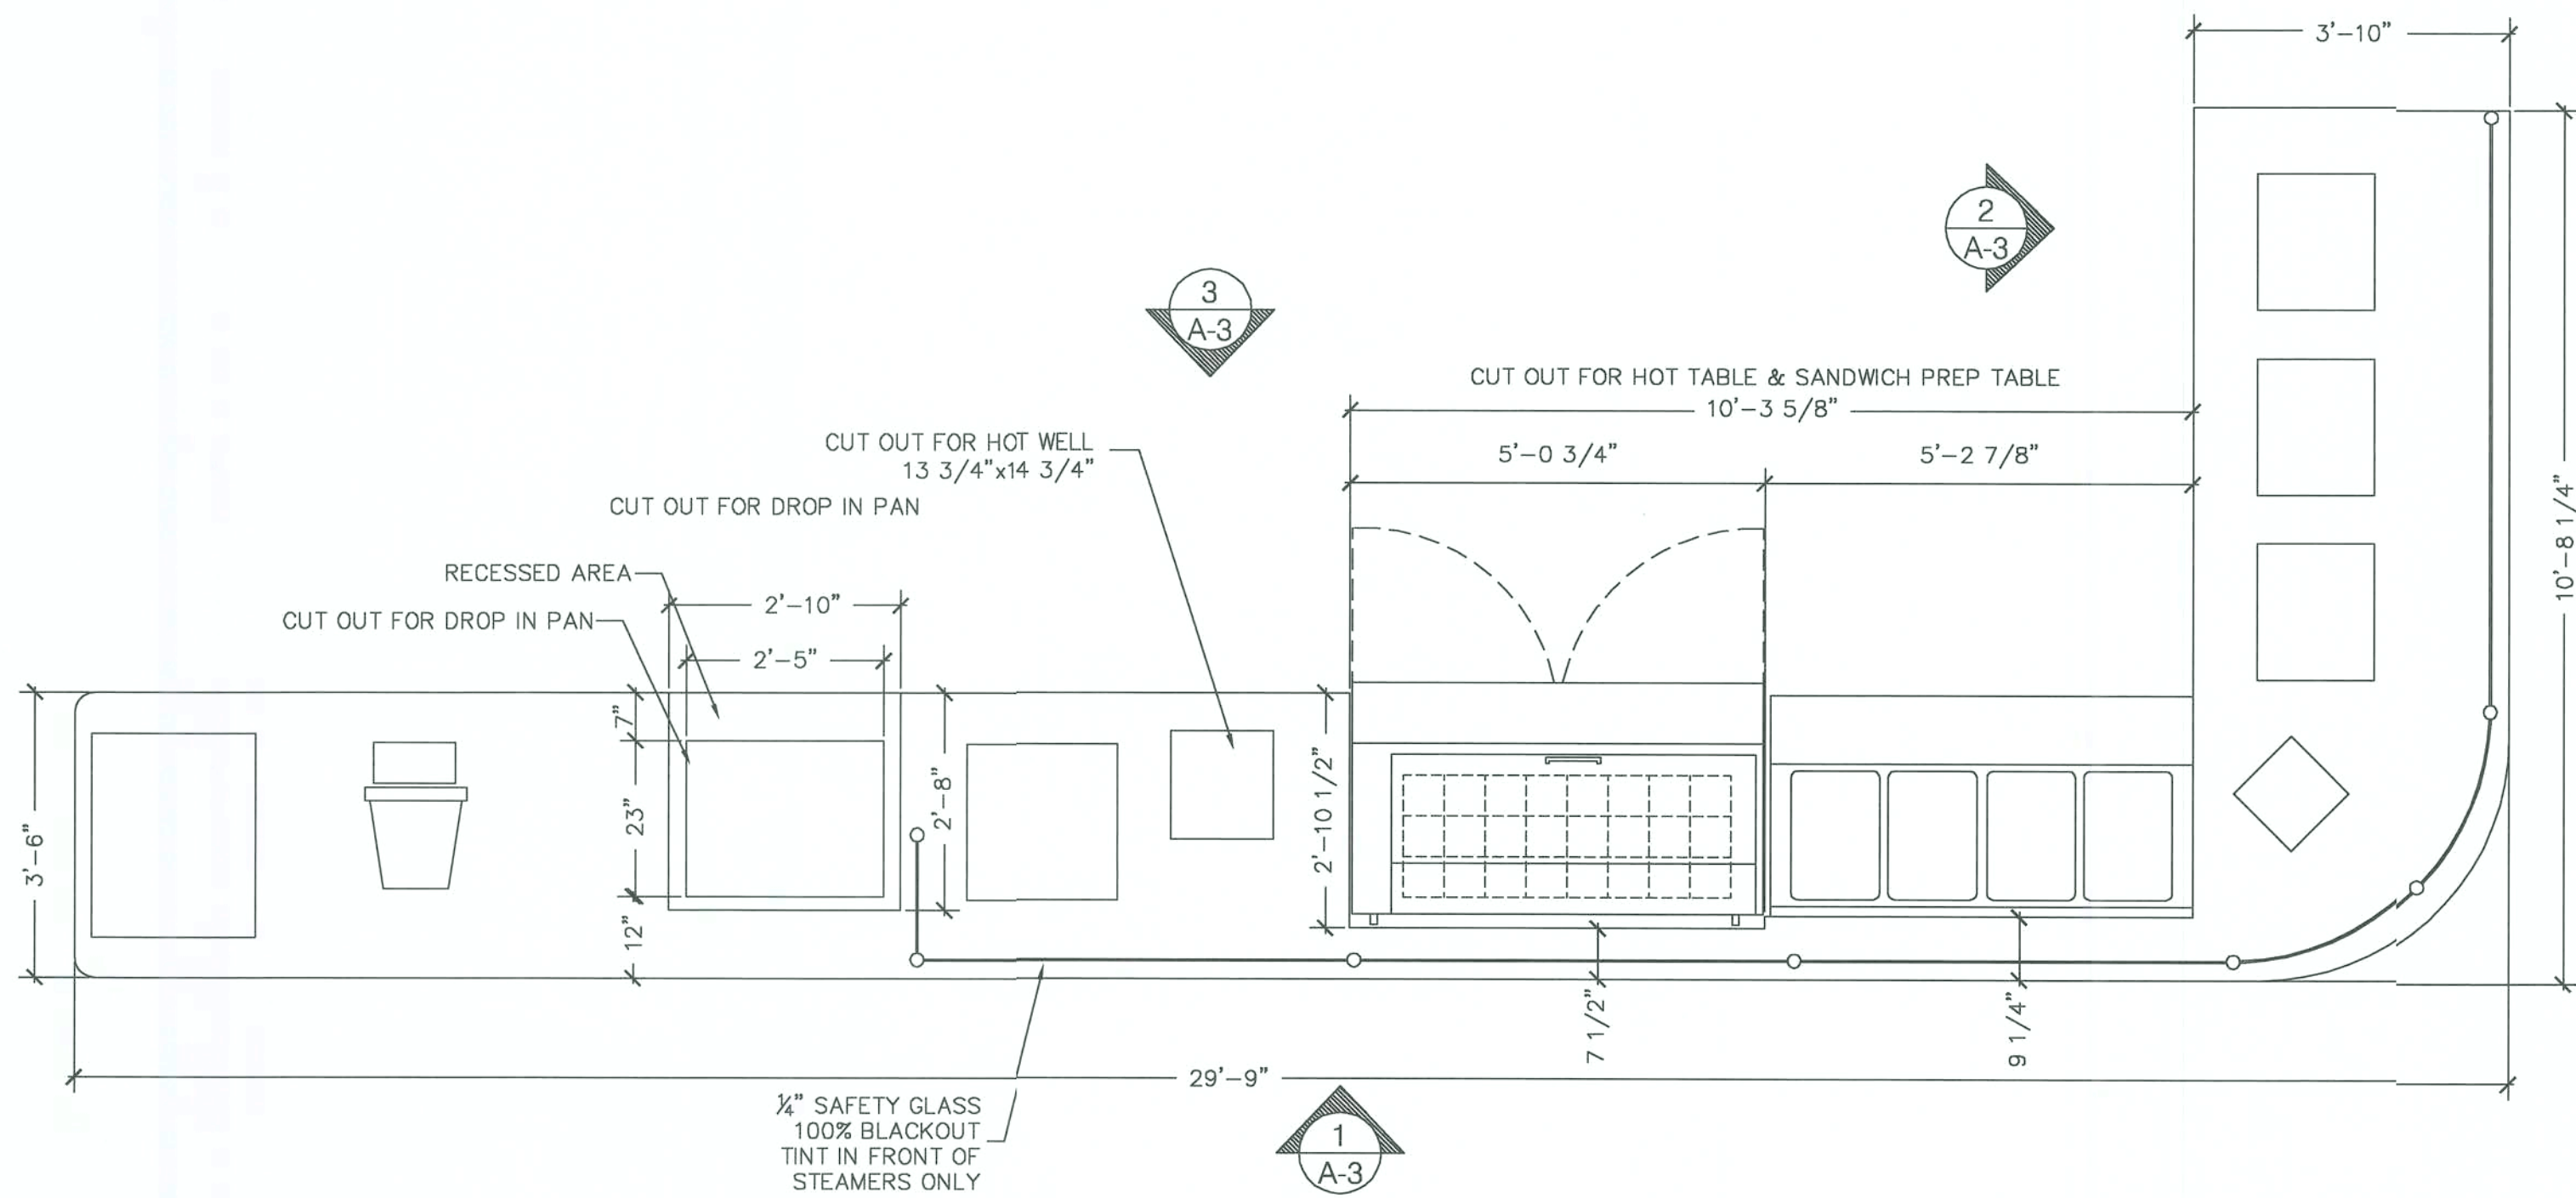 3'-10"
2
A-3
3
A-3
CUT OUT FOR HOT TABLE & SANDWICH PREP TABLE
10'-3 5/8"
5'-0 3/4"
5'-2 7/8"
CUT OUT FOR HOT WELL
13 3/4"x14 3/4"
CUT OUT FOR DROP IN PAN
RECESSED AREA
CUT OUT FOR DROP IN PAN
2'-10"
2'-5"
10'-8 1/4"
7"
23"
12"
2'-8"
2'-10 1/2"
3'-6"
7 1/2"
9 1/4"
29'-9"
¼" SAFETY GLASS
100% BLACKOUT
TINT IN FRONT OF
STEAMERS ONLY
1
A-3